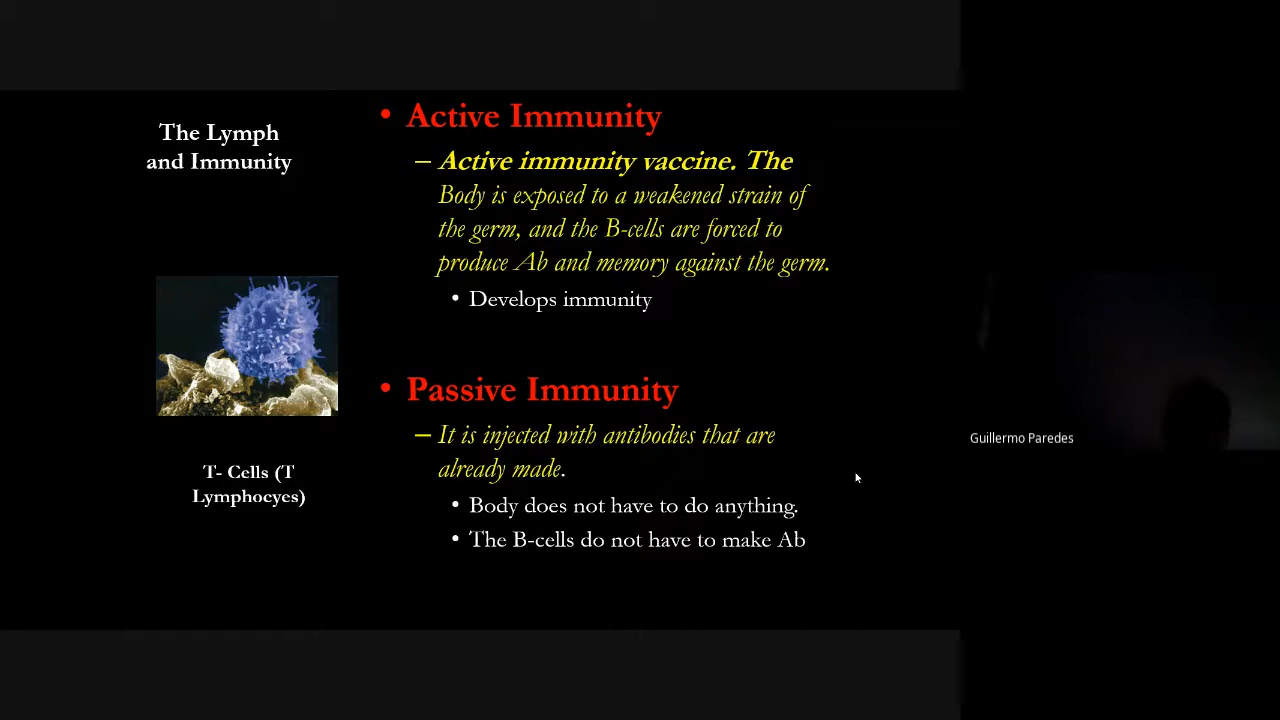 The Lymph
and Immunity
• Active Immunity
– Active immunity vaccine. The
Body is exposed to a weakened strain of
the germ, and the B-cells are forced to
produce Ab and memory against the germ.
• Develops immunity
• Passive Immunity
– It is injected with antibodies that are
already made.
• Body does not have to do anything.
• The B-cells do not have to make Ab
T- Cells (T
Lymphocyes)
Guillermo Paredes